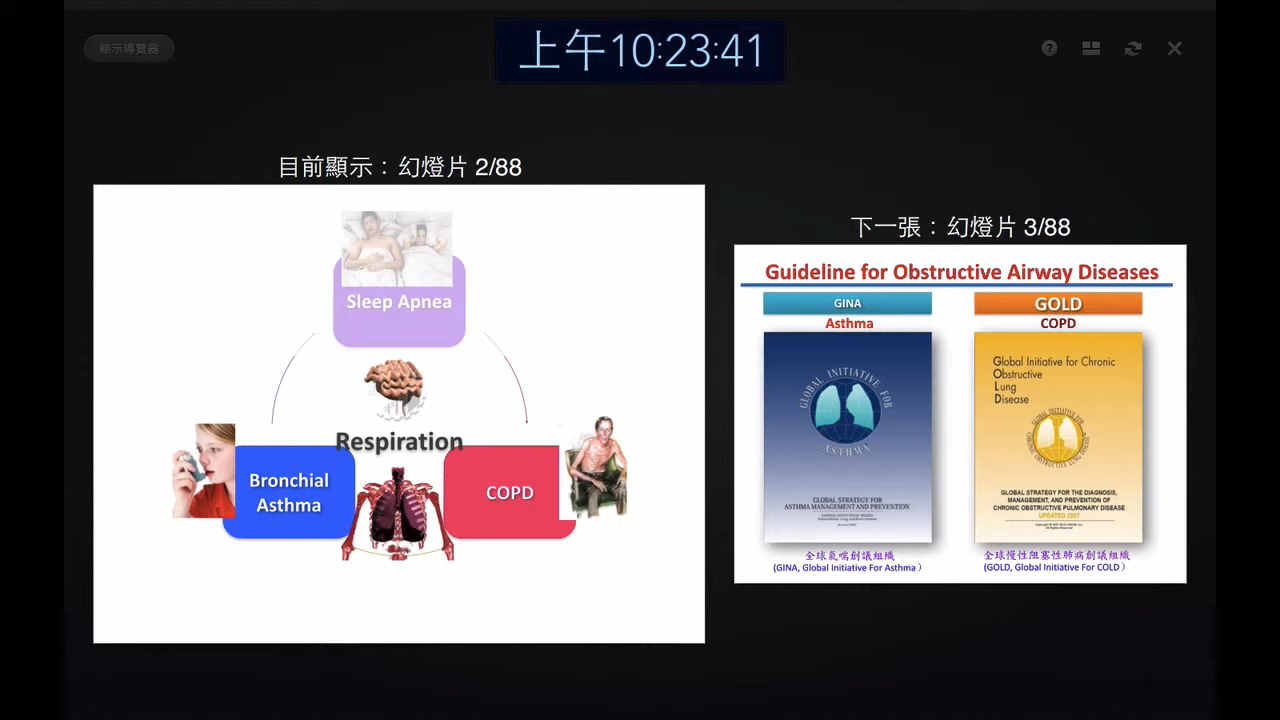 顯示導覽器
上午10:23:41
目前顯示：幻燈片 2/88
Sleep Apnea
Respiration
Bronchial
Asthma
COPD
下一張：幻燈片 3/88
Guideline for Obstructive Airway Diseases
GINA
GOLD
Asthma
COPD
GLOBAL INITIATIVE FOR
ASTHMA
GLOBAL STRATEGY FOR
ASTHMA MANAGEMENT AND PREVENTION
Global Initiative for Chronic
Obstructive
Lung
Disease
GLOBAL STRATEGY FOR THE DIAGNOSIS,
MANAGEMENT, AND PREVENTION OF
CHRONIC OBSTRUCTIVE PULMONARY DISEASE
UPDATED 2007
全球氣喘創議組織
(GINA, Global Initiative For Asthma )
全球慢性阻塞性肺病創議組織
(GOLD, Global Initiative For COLD )